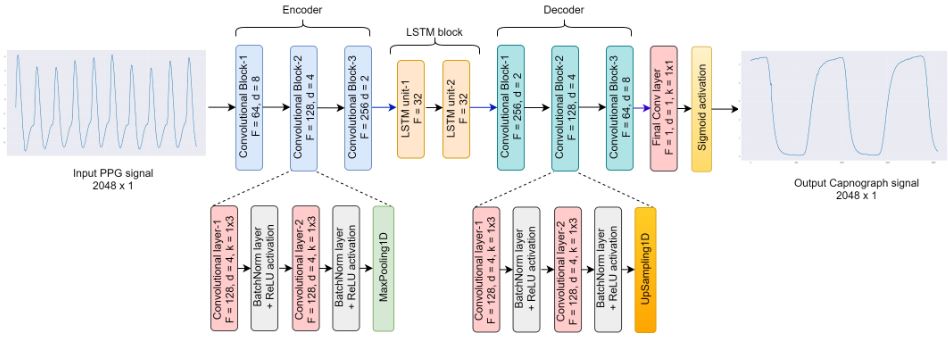 Encoder
LSTM block
Decoder
Input PPG signal
2048 x 1
Convolutional Block-1
F = 64, d = 8
Convolutional Block-2
F = 128, d = 4
Convolutional Block-3
F = 256 d = 2
LSTM unit-1
F = 32
LSTM unit-2
F = 32
Convolutional Block-1
F = 256, d = 2
Convolutional Block-2
F = 128, d = 4
Convolutional Block-3
F = 64, d = 8
Final Conv layer
F = 1, d = 1, k = 1x1
Sigmoid activation
Output Capnograph signal
2048 x 1
Convolutional layer-1
F = 128, d = 4, k = 1x3
BatchNorm layer
+ ReLU activation
Convolutional layer-2
F = 128, d = 4, k = 1x3
BatchNorm layer
+ ReLU activation
MaxPooling1D
Convolutional layer-1
F = 128, d = 4, k = 1x3
BatchNorm layer
+ ReLU activation
Convolutional layer-2
F = 128, d = 4, k = 1x3
BatchNorm layer
+ ReLU activation
UpSampling1D